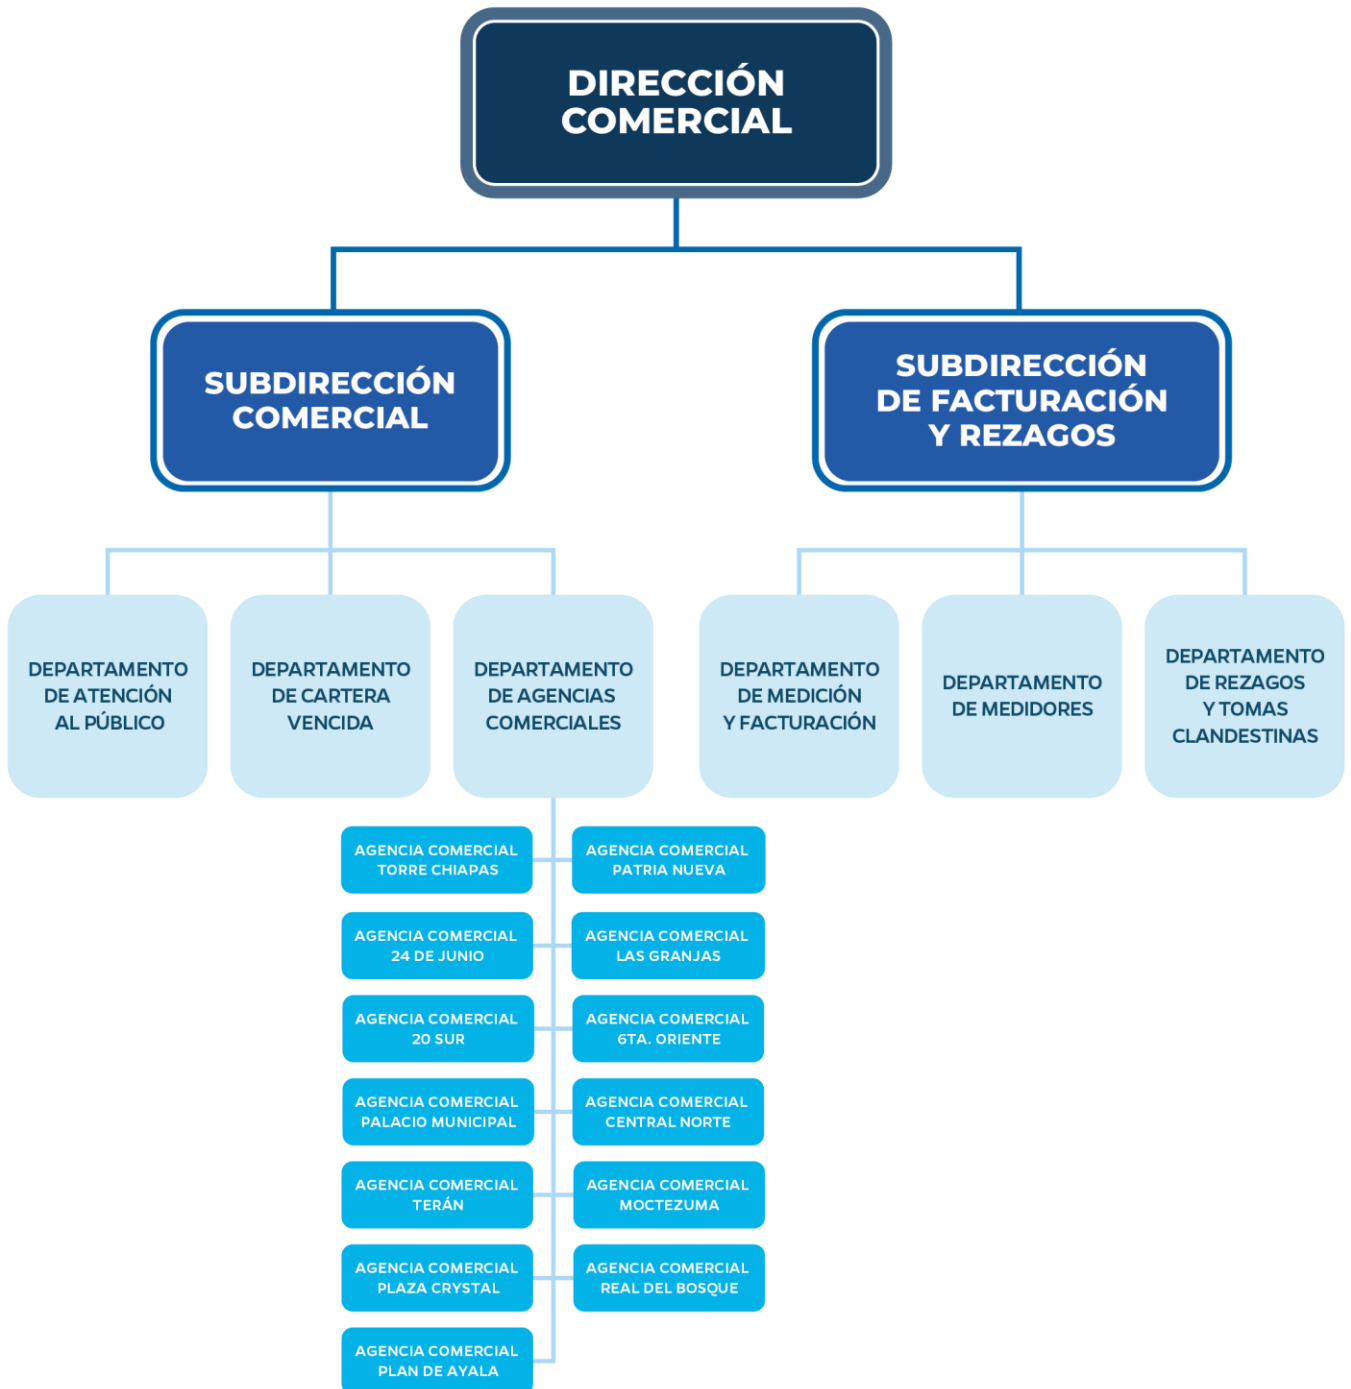 DIRECCIÓN
COMERCIAL
SUBDIRECCIÓN
COMERCIAL
SUBDIRECCIÓN
DE FACTURACIÓN
Y REZAGOS
DEPARTAMENTO
DE ATENCIÓN
AL PÚBLICO
DEPARTAMENTO
DE CARTERA
VENCIDA
DEPARTAMENTO
DE AGENCIAS
COMERCIALES
DEPARTAMENTO
DE MEDICIÓN
Y FACTURACIÓN
DEPARTAMENTO
DE MEDIDORES
DEPARTAMENTO
DE REZAGOS
Y TOMAS
CLANDESTINAS
AGENCIA COMERCIAL
TORRE CHIAPAS
AGENCIA COMERCIAL
PATRIA NUEVA
AGENCIA COMERCIAL
24 DE JUNIO
AGENCIA COMERCIAL
LAS GRANJAS
AGENCIA COMERCIAL
20 SUR
AGENCIA COMERCIAL
6TA. ORIENTE
AGENCIA COMERCIAL
PALACIO MUNICIPAL
AGENCIA COMERCIAL
CENTRAL NORTE
AGENCIA COMERCIAL
TERÁN
AGENCIA COMERCIAL
MOCTEZUMA
AGENCIA COMERCIAL
PLAZA CRYSTAL
AGENCIA COMERCIAL
REAL DEL BOSQUE
AGENCIA COMERCIAL
PLAN DE AYALA